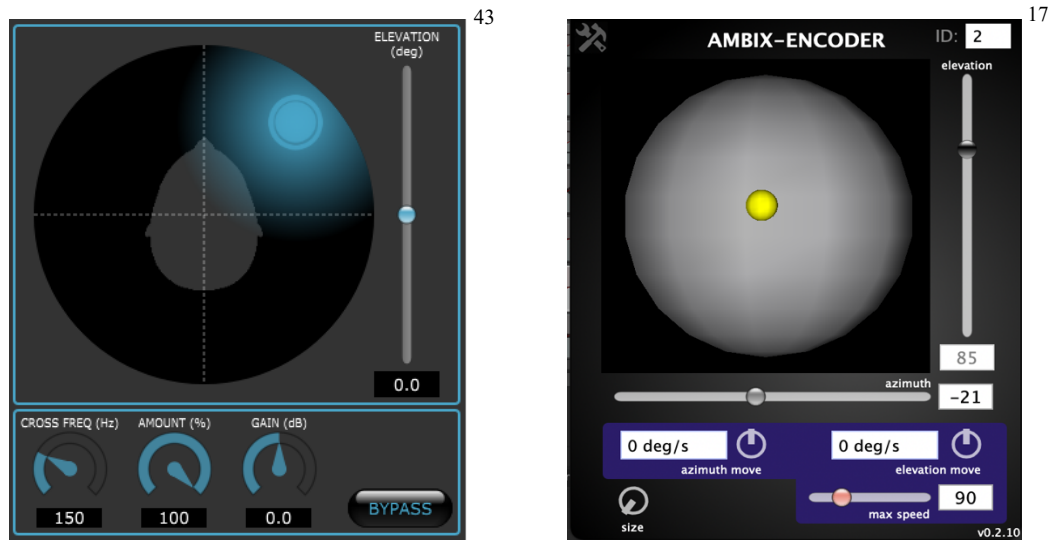 43
ELEVATION
(deg)
0.0
CROSS FREQ (Hz)
AMOUNT (%)
GAIN (dB)
150
100
0.0
BYPASS
17
AMBIX-ENCODER
ID: 2
elevation
85
azimuth
-21
0 deg/s
azimuth move
0 deg/s
elevation move
size
90
max speed
v0.2.10